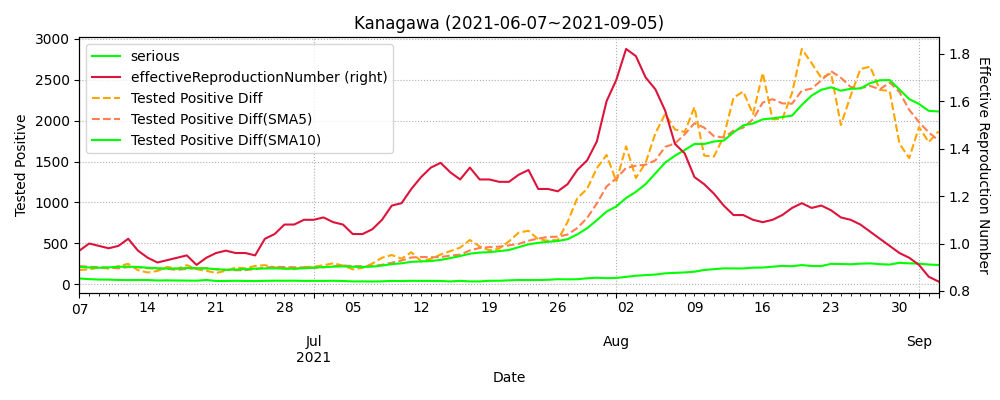 Kanagawa (2021-06-07~2021-09-05)
serious
effectiveReproductionNumber (right)
Tested Positive Diff
Tested Positive Diff(SMA5)
Tested Positive Diff(SMA10)
Tested Positive
3000
2500
2000
1500
1000
500
0
Effective Reproduction Number
1.8
1.6
1.4
1.2
1.0
0.8
07 14 21 28 05 12 19 26 02 09 16 23 30
Jul Aug Sep
2021
Date